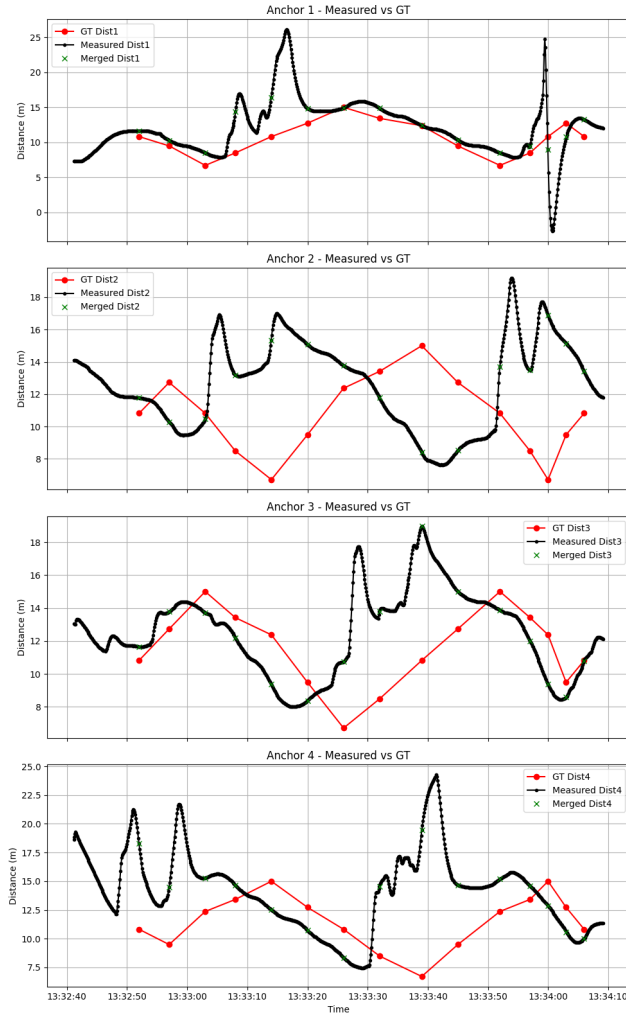 Anchor 1 - Measured vs GT
GT Dist1
Measured Dist1
Merged Dist1
Distance (m)
25
20
15
10
5
0
Anchor 2 - Measured vs GT
GT Dist2
Measured Dist2
Merged Dist2
Distance (m)
18
16
14
12
10
8
Anchor 3 - Measured vs GT
GT Dist3
Measured Dist3
Merged Dist3
Distance (m)
18
16
14
12
10
8
Anchor 4 - Measured vs GT
GT Dist4
Measured Dist4
Merged Dist4
Distance (m)
25.0
22.5
20.0
17.5
15.0
12.5
10.0
7.5
13:32:40 13:32:50 13:33:00 13:33:10 13:33:20 13:33:30 13:33:40 13:33:50 13:34:00 13:34:10
Time